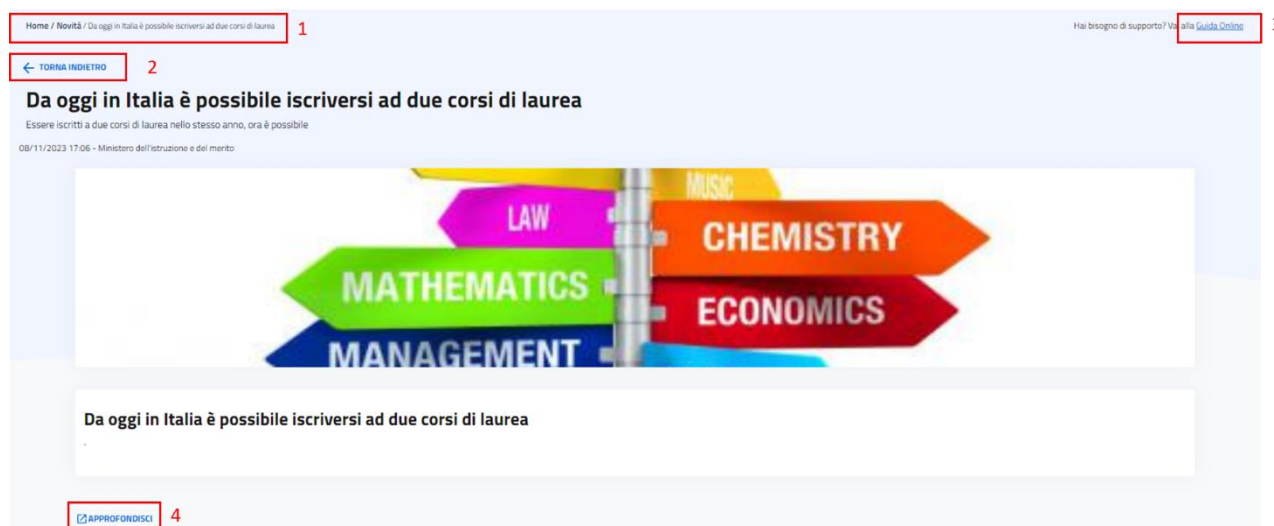 Home / Novità / Da oggi in Italia è possibile iscriversi ad due corsi di laurea
1
Hai bisogno di supporto? Vai alla Guida Online
← TORNA INDIETRO
2
Da oggi in Italia è possibile iscriversi ad due corsi di laurea
Essere iscritti a due corsi di laurea nello stesso anno, ora è possibile
08/11/2023 17:06 - Ministero dell'istruzione e del merito
MUSIC
LAW
CHEMISTRY
MATHEMATICS
ECONOMICS
MANAGEMENT
Da oggi in Italia è possibile iscriversi ad due corsi di laurea
.
APPROFONDISCI
4